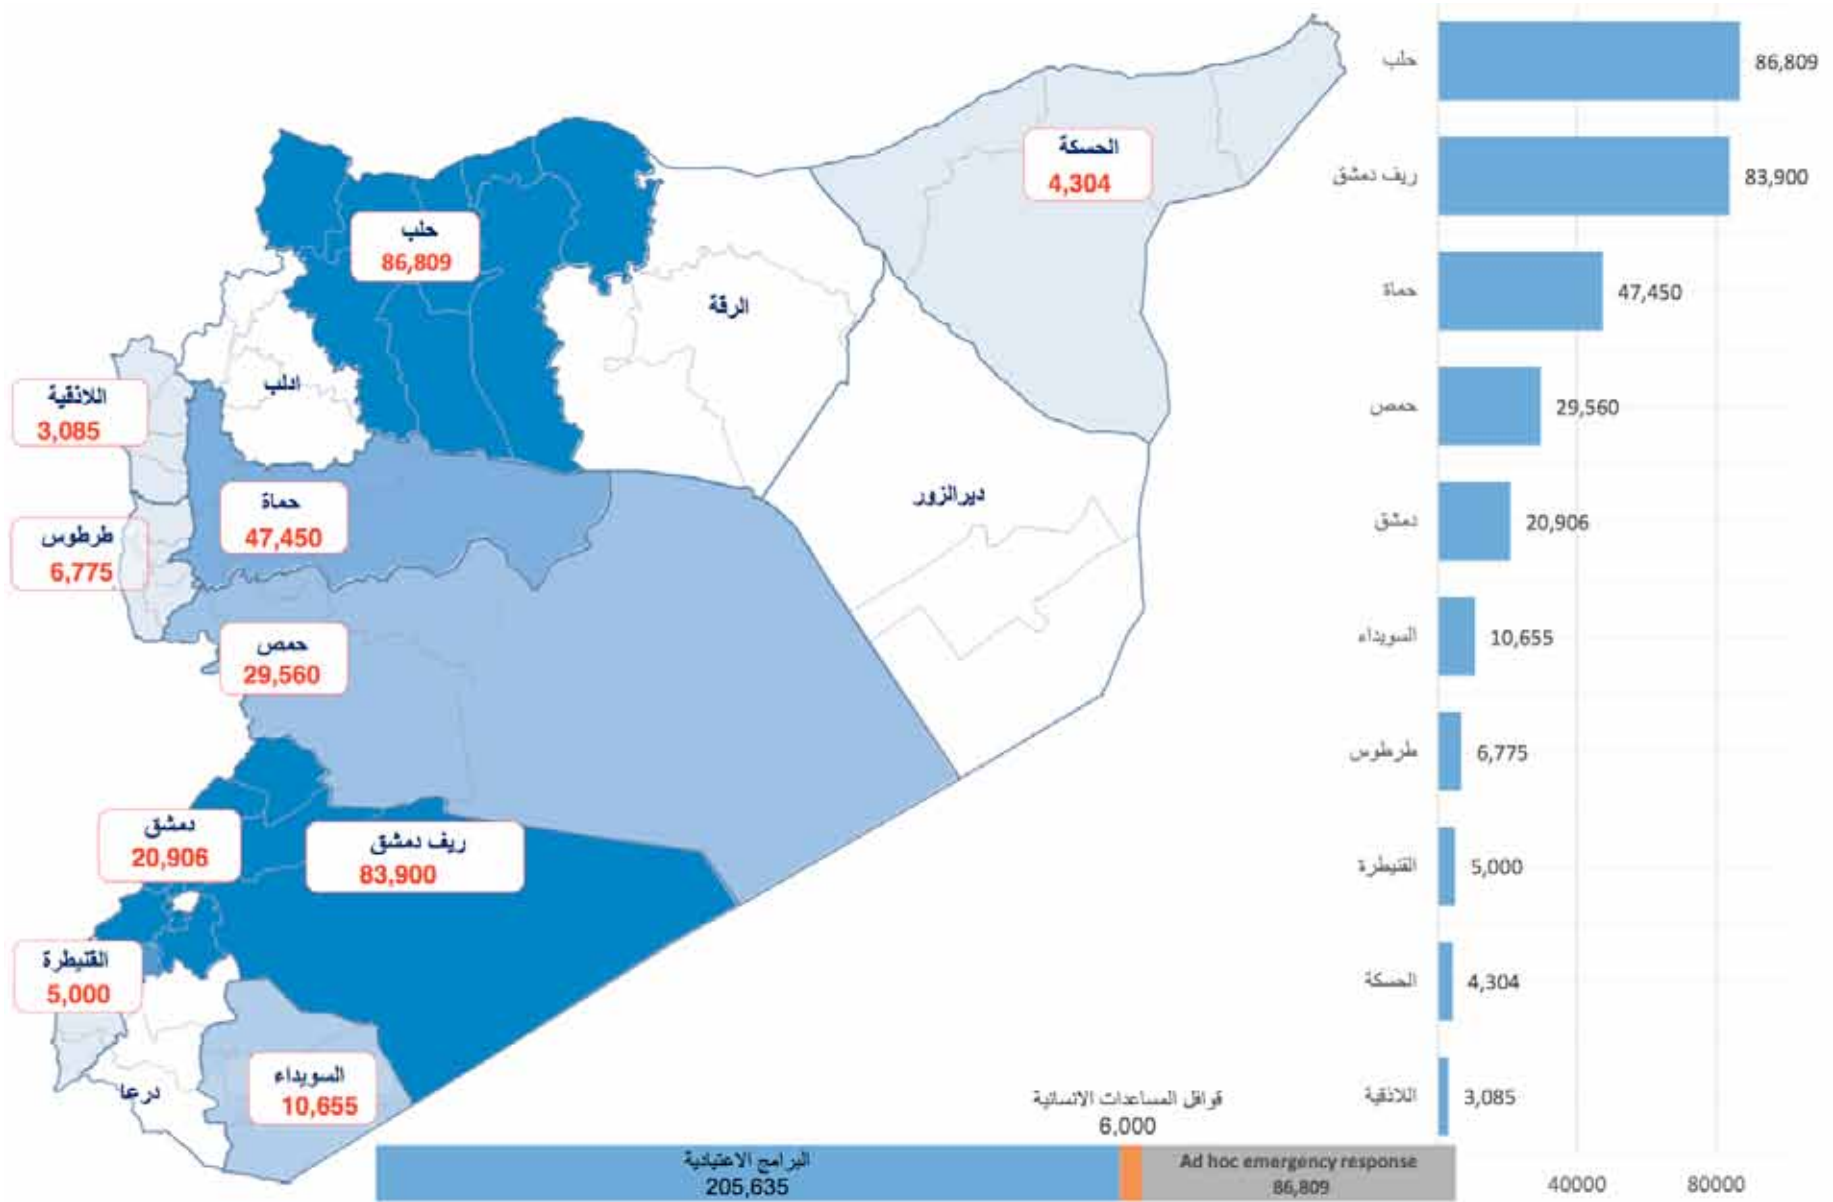 الحسكة
4,304
حلب
86,809
الرقة
ادلب
اللاذقية
3,085
ديرالزور
حماة
47,450
طرطوس
6,775
حمص
29,560
دمشق
20,906
ريف دمشق
83,900
القنيطرة
5,000
السويداء
10,655
درعا
حلب
86,809
ريف دمشق
83,900
حماة
47,450
حمص
29,560
دمشق
20,906
السويداء
10,655
طرطوس
6,775
القنيطرة
5,000
الحسكة
4,304
اللاذقية
3,085
40000
80000
قوافل المساعدات الانسانية
6,000
البرامج الاعتيادية
205,635
Ad hoc emergency response
86,809